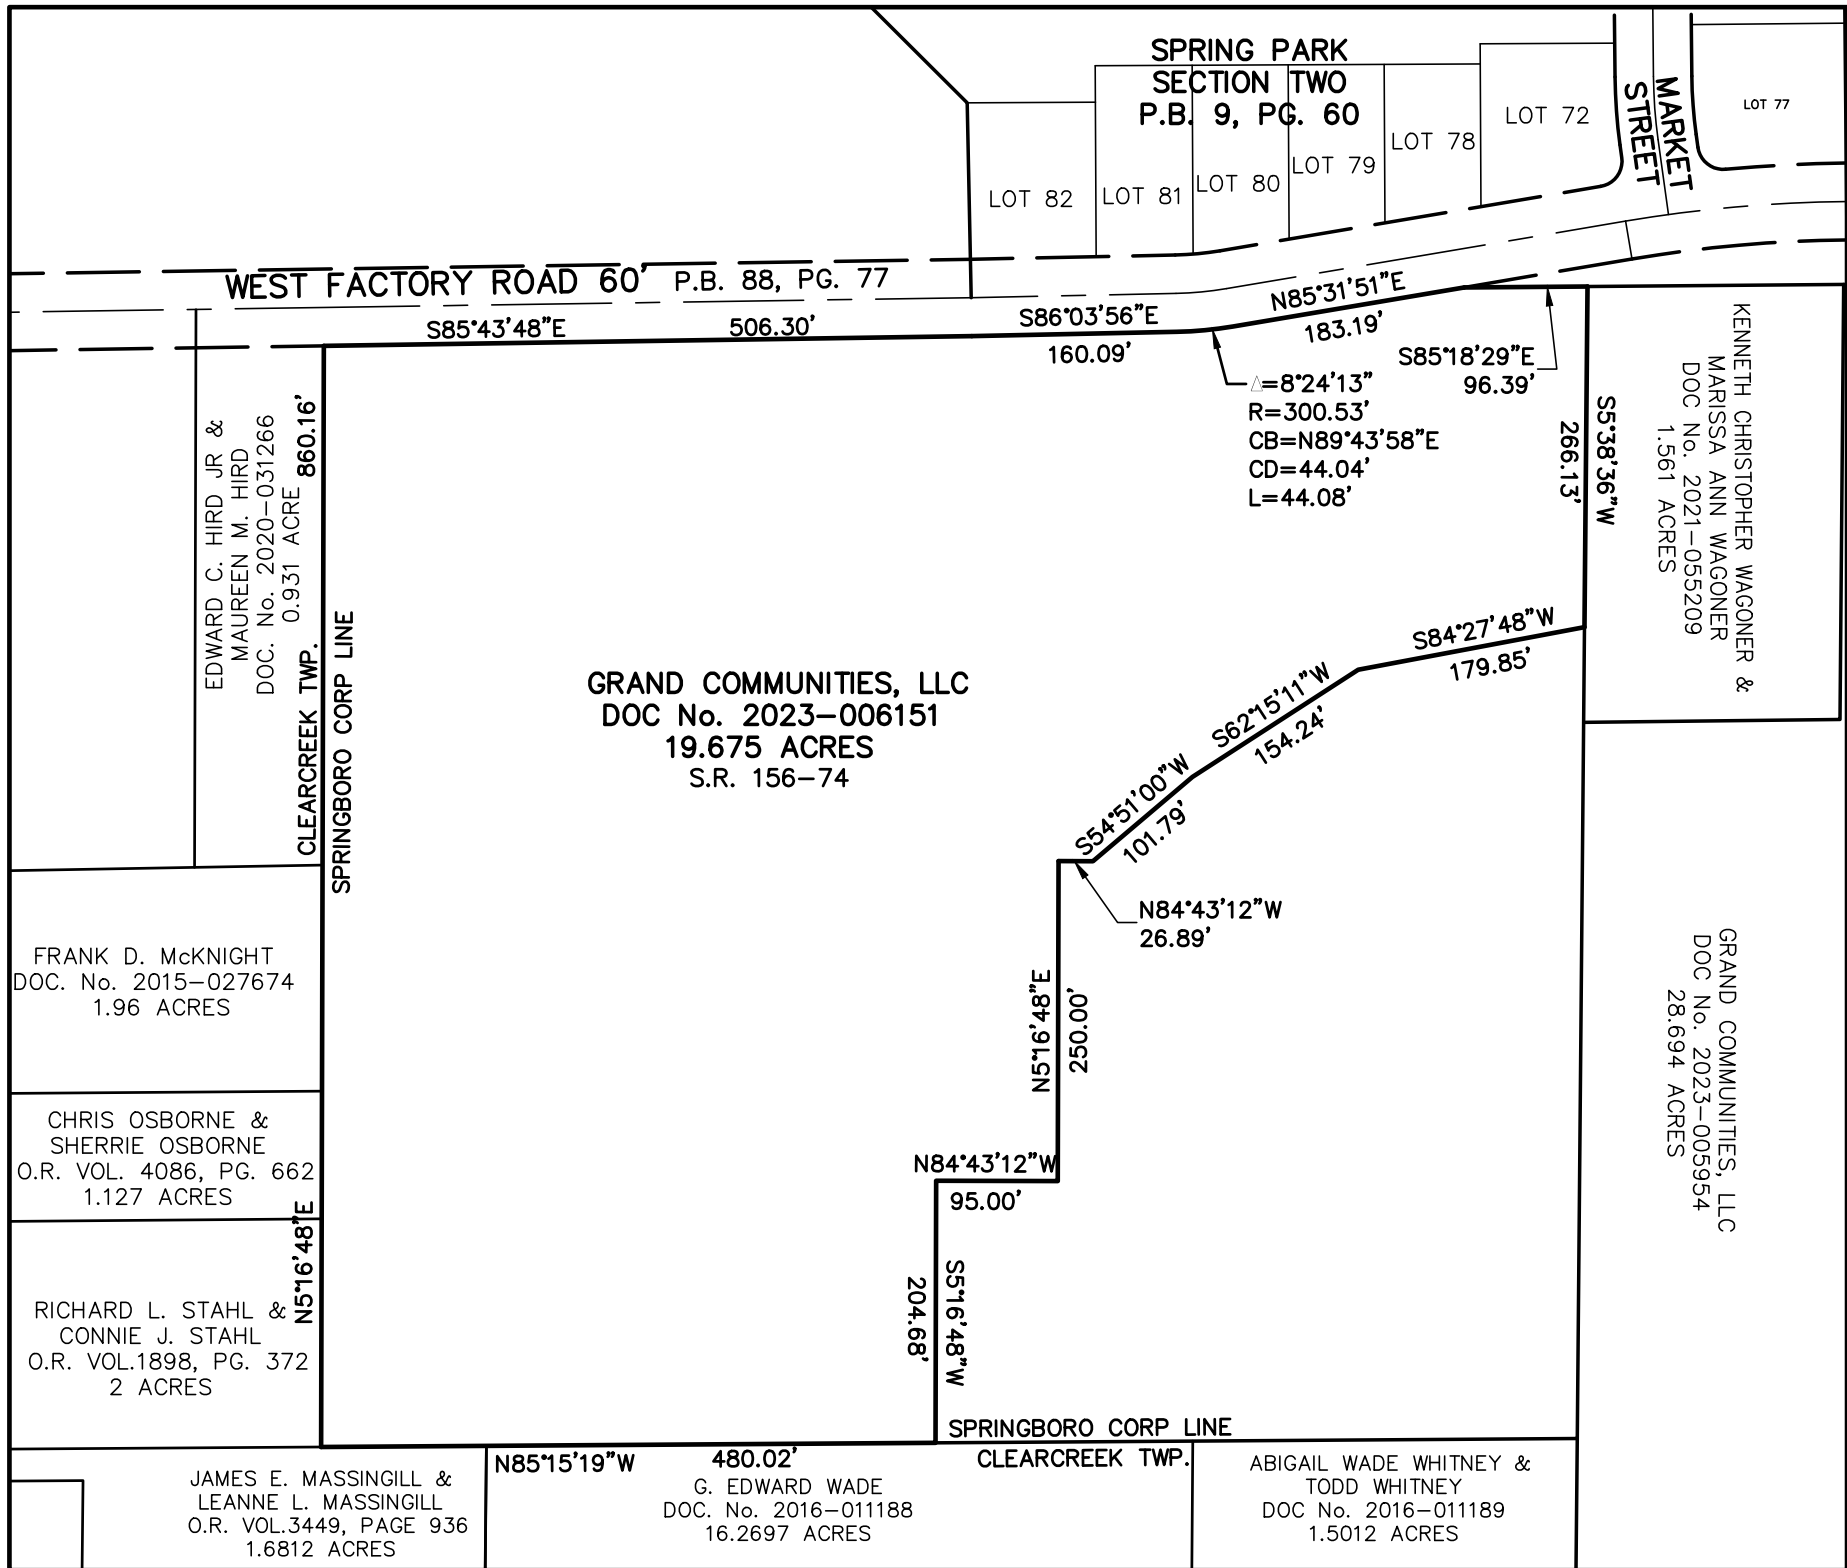 SPRING PARK
SECTION TWO
P.B. 9, PG. 60
LOT 82
LOT 81
LOT 80
LOT 79
LOT 78
LOT 72
MARKET
STREET
LOT 77
WEST FACTORY ROAD 60' P.B. 88, PG. 77
S85°43'48"E 506.30'
S86°03'56"E
160.09'
N85°31'51"E
183.19'
S85°18'29"E
96.39'
Δ=8°24'13"
R=300.53'
CB=N89°43'58"E
CD=44.04'
L=44.08'
S5°38'36"W
266.13'
KENNETH CHRISTOPHER WAGONER &
MARISSA ANN WAGONER
DOC No. 2021-055209
1.561 ACRES
EDWARD C. HIRD JR &
MAUREEN M. HIRD
DOC. No. 2020-031266
0.931 ACRE
860.16'
CLEARCREEK TWP.
SPRINGBORO CORP LINE
GRAND COMMUNITIES, LLC
DOC No. 2023-006151
19.675 ACRES
S.R. 156-74
S84°27'48"W
179.85'
S62°15'11"W
154.24'
S54°51'00"W
101.79'
N84°43'12"W
26.89'
N5°16'48"E
250.00'
N84°43'12"W
95.00'
S5°16'48"W
204.68'
GRAND COMMUNITIES, LLC
DOC No. 2023-005954
28.694 ACRES
FRANK D. McKNIGHT
DOC. No. 2015-027674
1.96 ACRES
CHRIS OSBORNE &
SHERRIE OSBORNE
O.R. VOL. 4086, PG. 662
1.127 ACRES
N5°16'48"E
RICHARD L. STAHL &
CONNIE J. STAHL
O.R. VOL.1898, PG. 372
2 ACRES
SPRINGBORO CORP LINE
CLEARCREEK TWP.
N85°15'19"W 480.02'
JAMES E. MASSINGILL &
LEANNE L. MASSINGILL
O.R. VOL.3449, PAGE 936
1.6812 ACRES
G. EDWARD WADE
DOC. No. 2016-011188
16.2697 ACRES
ABIGAIL WADE WHITNEY &
TODD WHITNEY
DOC No. 2016-011189
1.5012 ACRES